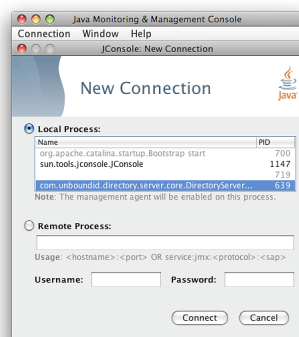 Java Monitoring & Management Console
Connection Window Help
JConsole: New Connection
New Connection
Java
Local Process:
Name PID
org.apache.catalina.startup.Bootstrap start 700
sun.tools.jconsole.JConsole 1147
719
com.unboundid.directory.server.core.DirectoryServer... 639
Note: The management agent will be enabled on this process.
Remote Process:
Usage: <hostname>:<port> OR service:jmx:<protocol>:<sap>
Username: Password:
Connect Cancel